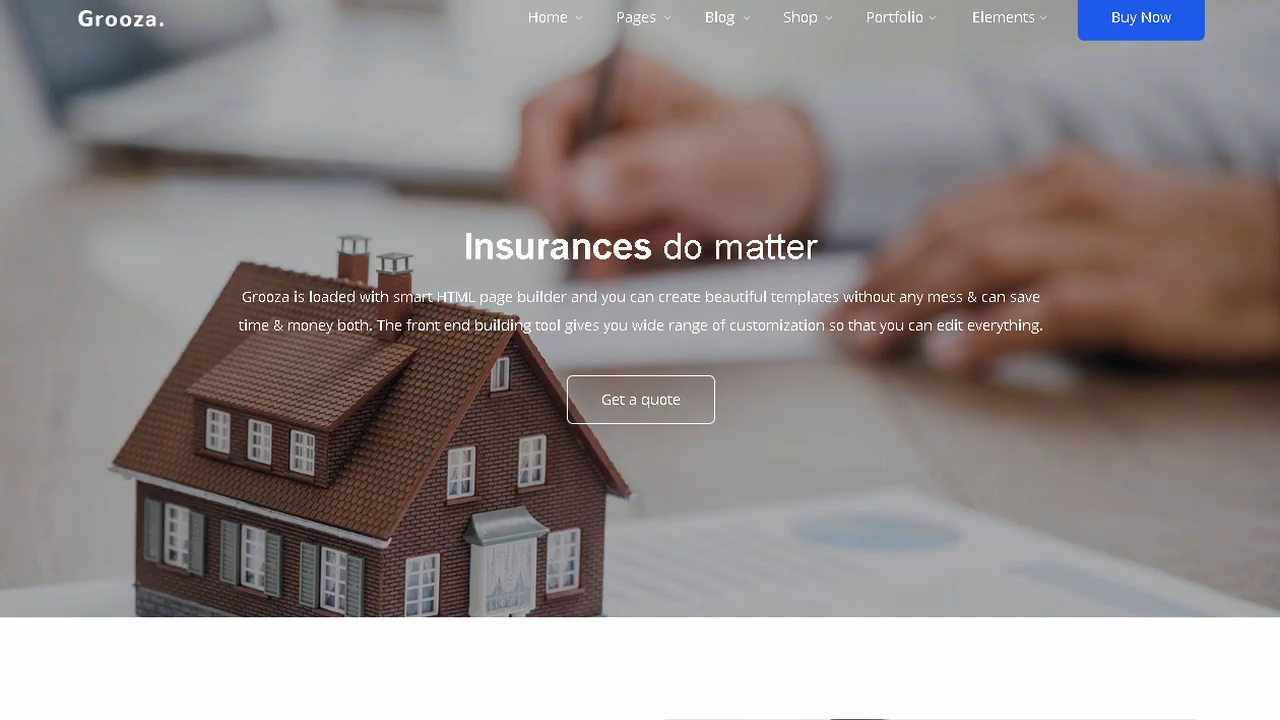 Grooza.
Home Pages Blog Shop Portfolio Elements Buy Now
Insurances do matter
Grooza is loaded with smart HTML page builder and you can create beautiful templates without any mess & can save
time & money both. The front end building tool gives you wide range of customization so that you can edit everything.
Get a quote